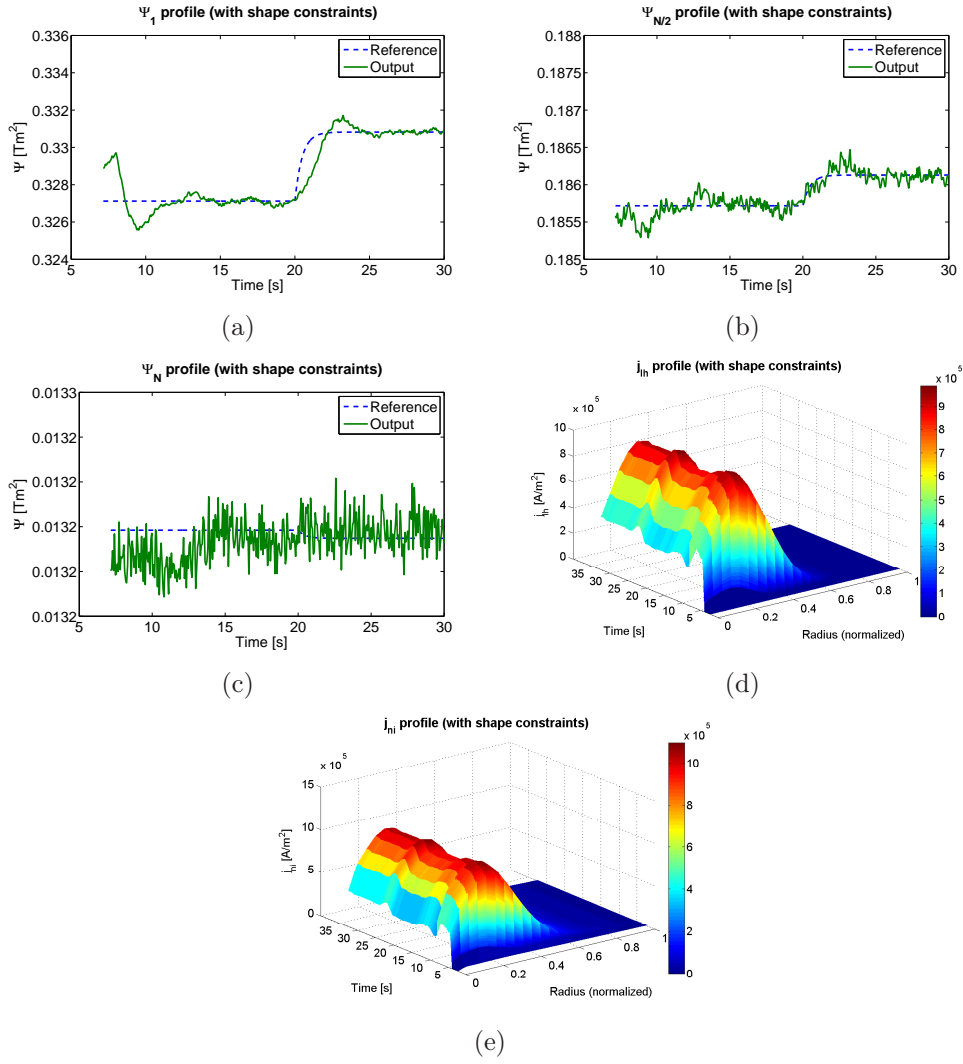 Ψ1 profile (with shape constraints)
0.336
0.334
0.332
0.33
0.328
0.326
0.324
Ψ [Tm2]
5 10 15 20 25 30
Time [s]
Reference
Output
(a)
ΨN/2 profile (with shape constraints)
0.188
0.1875
0.187
0.1865
0.186
0.1855
0.185
Ψ [Tm2]
5 10 15 20 25 30
Time [s]
Reference
Output
(b)
ΨN profile (with shape constraints)
0.0133
0.0132
0.0132
0.0132
0.0132
0.0132
Ψ [Tm2]
5 10 15 20 25 30
Time [s]
Reference
Output
(c)
jlh profile (with shape constraints)
x 10 5
10
8
6
4
2
0
jlh [A/m2]
35 30 25 20 15 10 5
Time [s]
0 0.2 0.4 0.6 0.8 1
Radius (normalized)
x 10 5
9
8
7
6
5
4
3
2
1
0
(d)
jni profile (with shape constraints)
x 10 5
15
10
5
0
jni [A/m2]
35 30 25 20 15 10 5
Time [s]
0 0.2 0.4 0.6 0.8 1
Radius (normalized)
x 10 5
10
8
6
4
2
0
(e)